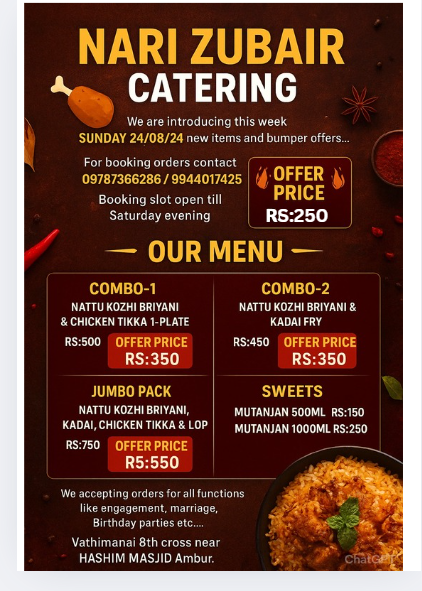 NARI ZUBAIR
CATERING
We are introducing this week
SUNDAY 24/08/24 new items and bumper offers...
For booking orders contact
09787366286 / 9944017425
Booking slot open till
Saturday evening
OFFER
PRICE
RS:250
OUR MENU
COMBO-1
NATTU KOZHI BRIYANI
& CHICKEN TIKKA 1-PLATE
RS:500 OFFER PRICE
RS:350
COMBO-2
NATTU KOZHI BRIYANI &
KADAI FRY
RS:450 OFFER PRICE
RS:350
JUMBO PACK
NATTU KOZHI BRIYANI,
KADAI, CHICKEN TIKKA & LOP
RS:750 OFFER PRICE
R5:550
SWEETS
MUTANJAN 500ML RS:150
MUTANJAN 1000ML RS:250
We accepting orders for all functions
like engagement, marriage,
Birthday parties etc....
Vathimanai 8th cross near
HASHIM MASJID Ambur.
ChatGPT